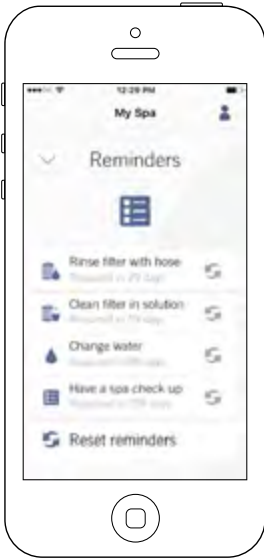 12:29 PM
My Spa
Reminders
Rinse filter with hose
Clean filter in solution
Change water
Have a spa check up
Reset reminders